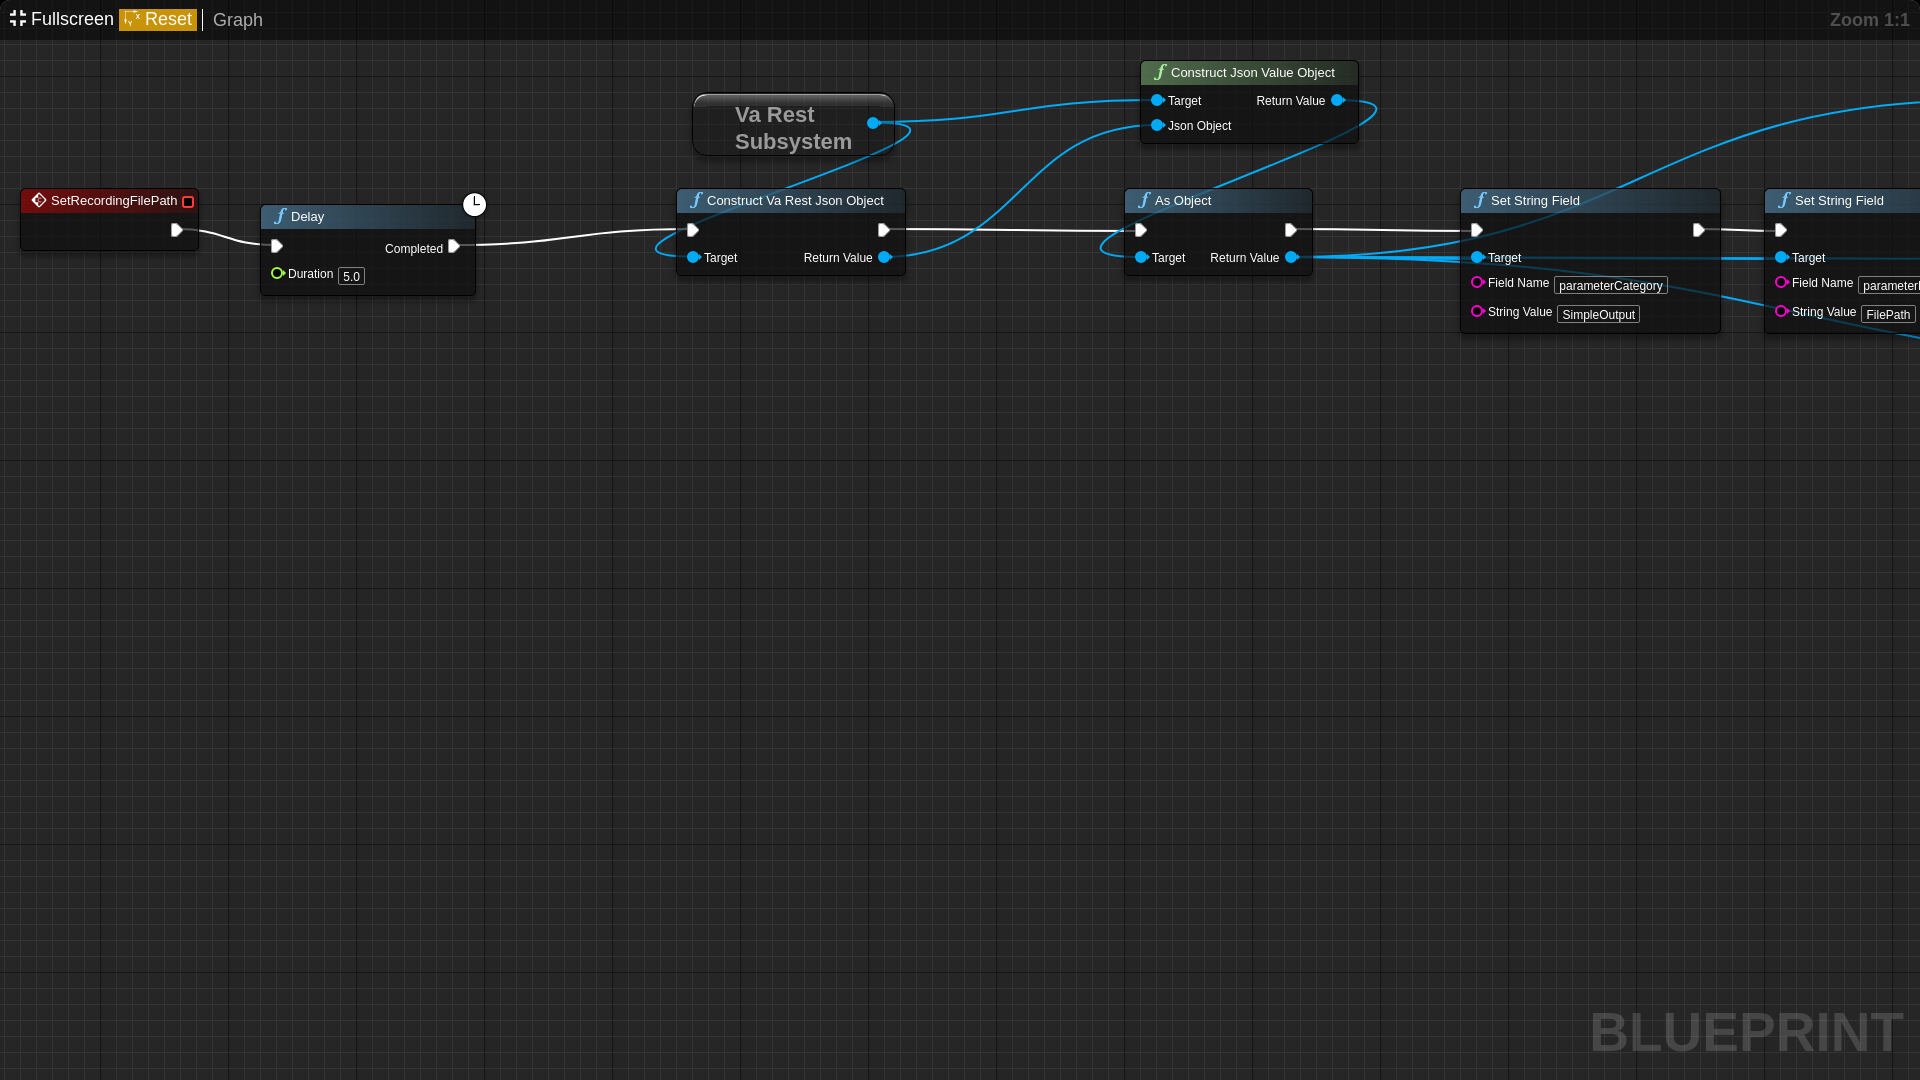 Fullscreen Reset Graph Zoom 1:1
Construct Json Value Object
Target Return Value
Json Object
Va Rest
Subsystem
SetRecordingFilePath
Delay
Completed
Duration 5.0
Construct Va Rest Json Object
Target Return Value
As Object
Target Return Value
Set String Field
Target
Field Name parameterCategory
String Value SimpleOutput
Set String Field
Target
Field Name
String Value FilePath
BLUEPRINT